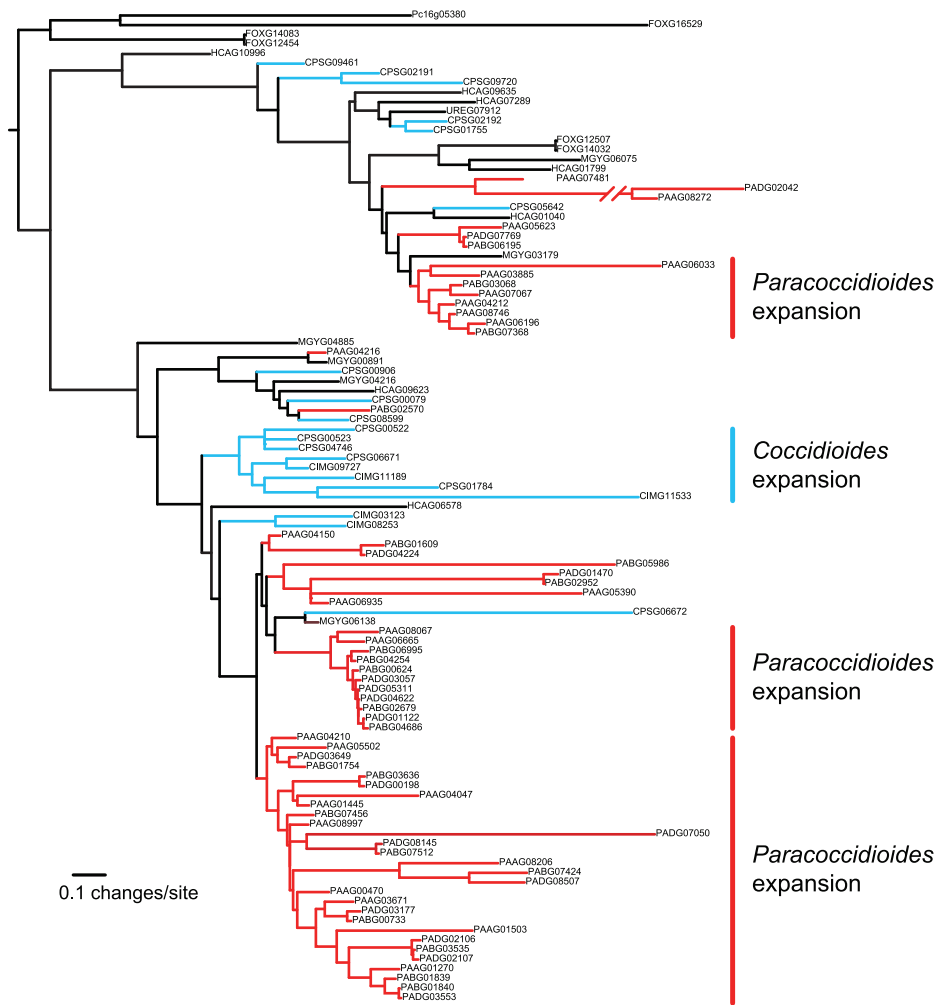 Pc16g05380
FOXG16529
FOXG14083
FOXG12454
HCAG10996
CPSG09461
CPSG02191
CPSG09720
HCAG09635
HCAG07289
UREG07912
CPSG02192
CPSG01755
FOXG12507
FOXG14032
MGYG06075
HCAG01799
PAAG07481
PADG02042
PAAG08272
CPSG05642
HCAG01040
PAAG05623
PADG07769
PABG06195
MGYG03179
PAAG06033
PAAG03885
PABG03068
PAAG07067
PAAG04212
PAAG08746
PAAG06196
PABG07368
Paracoccidioides
expansion
MGYG04885
PAAG04216
MGYG00891
CPSG00906
MGYG04216
HCAG09623
CPSG00079
PABG02570
CPSG08599
CPSG00522
CPSG00523
CPSG04746
CPSG06671
CIMG09727
CIMG11189
CPSG01784
CIMG11533
Coccidioides
expansion
HCAG06578
CIMG03123
CIMG08253
PAAG04150
PABG01609
PADG04224
PABG05986
PADG01470
PABG02952
PAAG05390
PAAG06935
CPSG06672
MGYG06138
PAAG08067
PAAG06665
PABG06995
PABG04254
PABG00624
PADG03057
PADG05311
PADG04622
PABG02679
PADG01122
PABG04686
Paracoccidioides
expansion
PAAG04210
PAAG05502
PADG03649
PABG01754
PABG03636
PADG00198
PAAG04047
PAAG01445
PABG07456
PAAG08997
PADG07050
PADG08145
PABG07512
PAAG08206
PABG07424
PADG08507
PAAG00470
PAAG03671
PADG03177
PABG00733
PAAG01503
PADG02106
PABG03535
PADG02107
PAAG01270
PABG01839
PABG01840
PADG03553
Paracoccidioides
expansion
0.1 changes/site